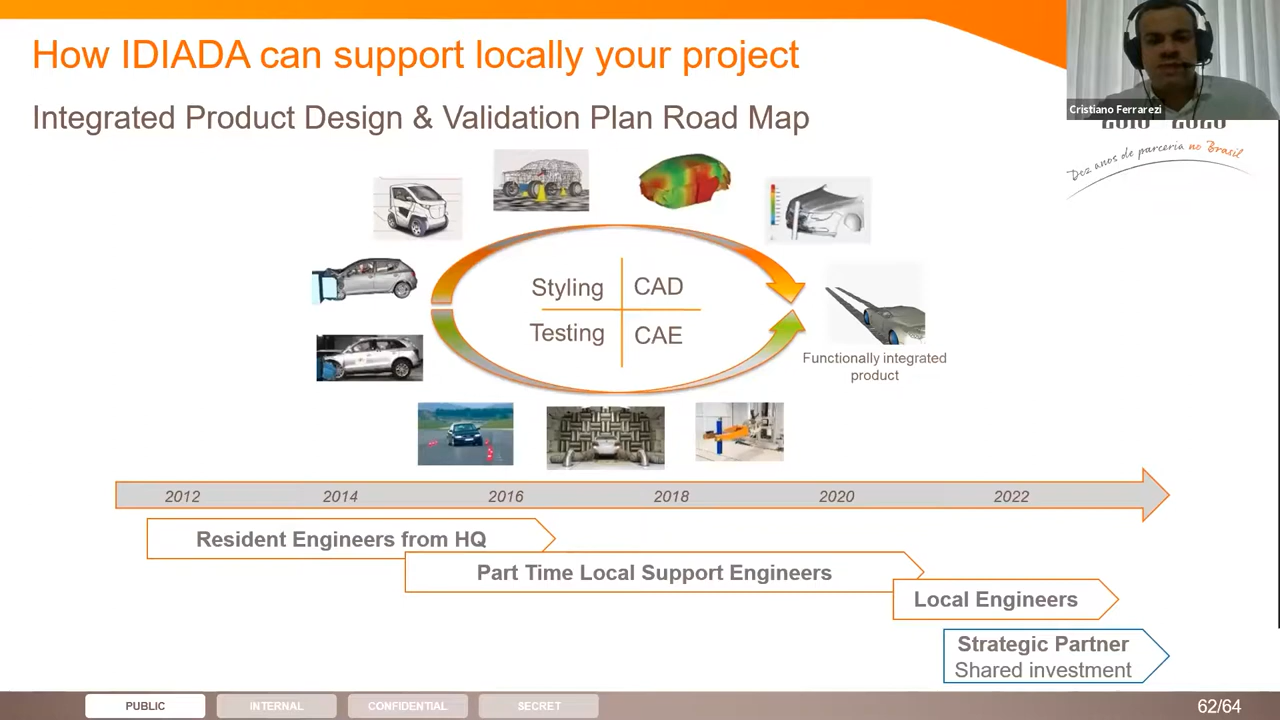 How IDIADA can support locally your project
Integrated Product Design & Validation Plan Road Map
Cristiano Ferrarezi
2010 2020
Dez anos de parceria no Brasil
Styling
CAD
Testing
CAE
Functionally integrated
product
2012 2014 2016 2018 2020 2022
Resident Engineers from HQ
Part Time Local Support Engineers
Local Engineers
Strategic Partner
Shared investment
PUBLIC INTERNAL CONFIDENTIAL SECRET
62/64